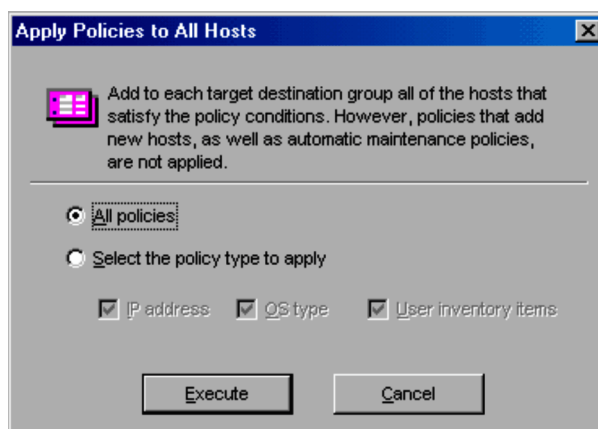 Apply Policies to All Hosts
Add to each target destination group all of the hosts that
satisfy the policy conditions. However, policies that add
new hosts, as well as automatic maintenance policies,
are not applied.
All policies
Select the policy type to apply
IP address OS type User inventory items
Execute Cancel